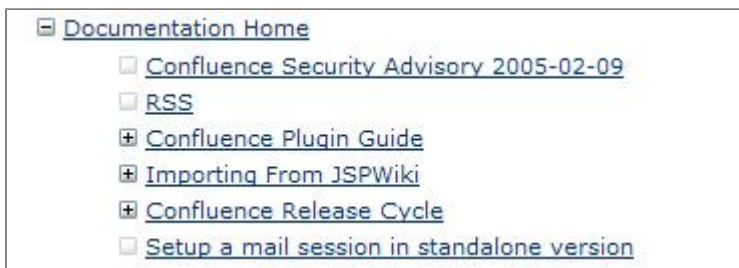 Documentation Home
Confluence Security Advisory 2005-02-09
RSS
Confluence Plugin Guide
Importing From JSPWiki
Confluence Release Cycle
Setup a mail session in standalone version